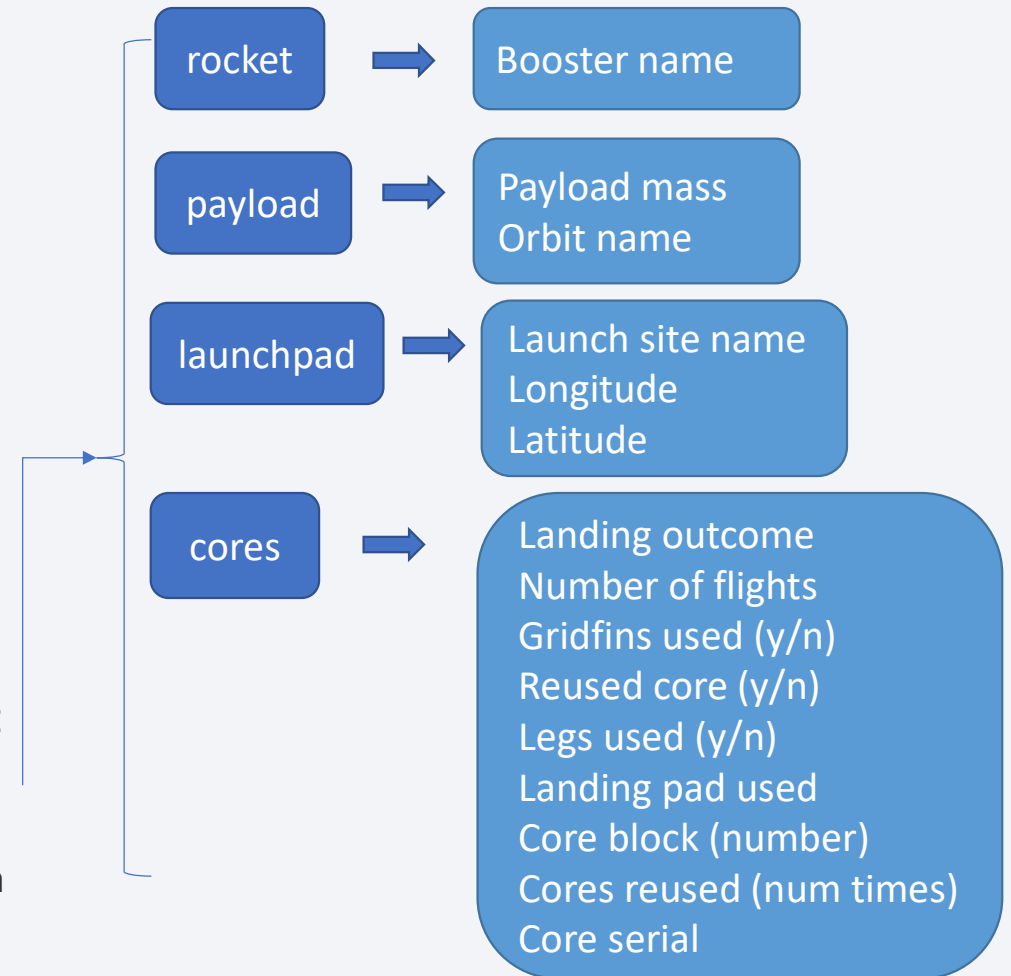 rocket
Booster name
payload
Payload mass
Orbit name
launchpad
Launch site name
Longitude
Latitude
cores
Landing outcome
Number of flights
Gridfins used (y/n)
Reused core (y/n)
Legs used (y/n)
Landing pad used
Core block (number)
Cores reused (num times)
Core serial